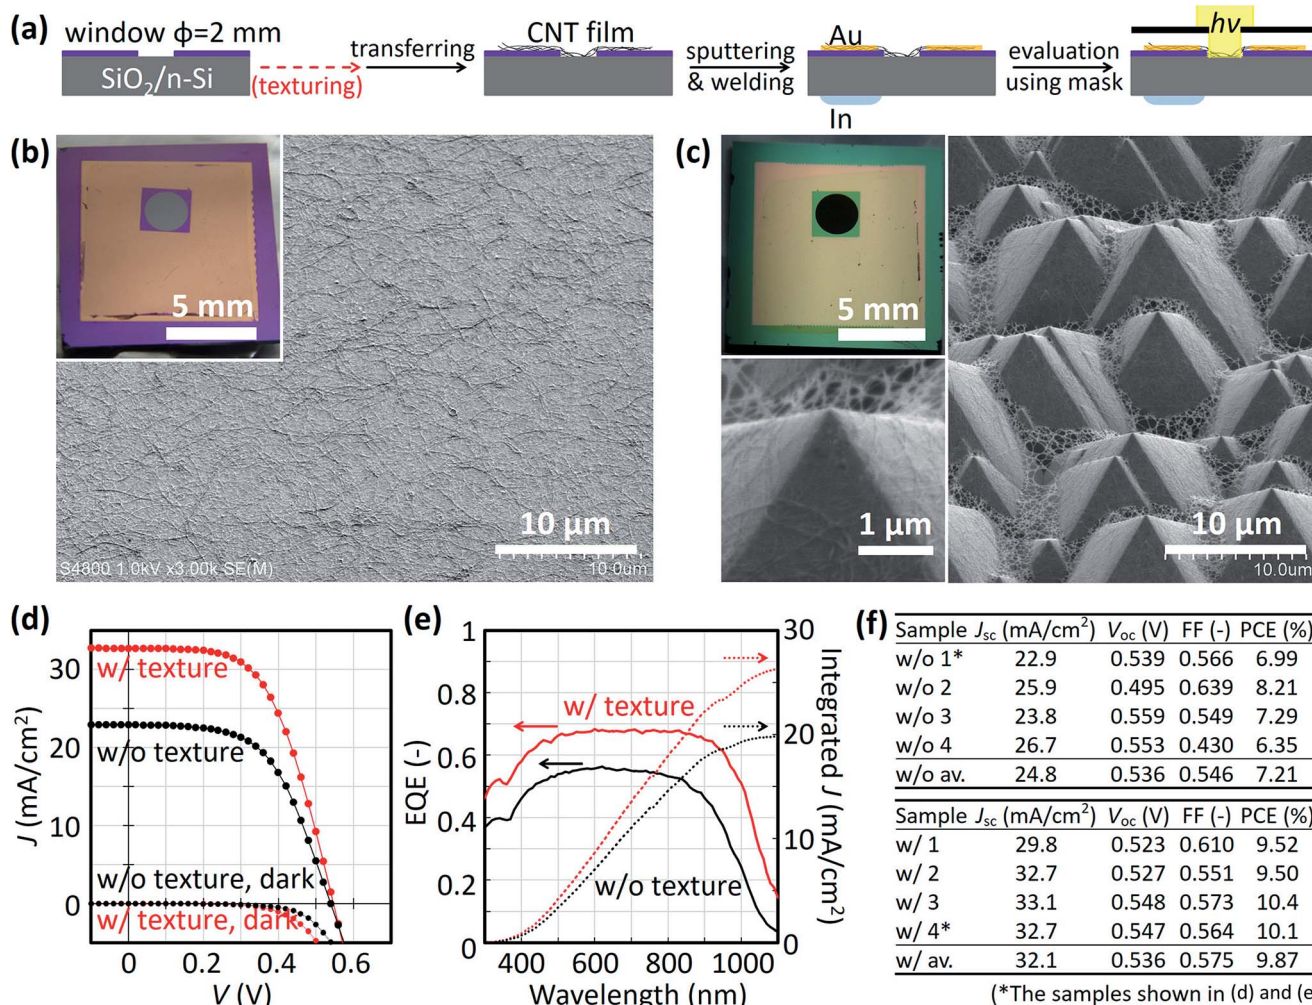 (a)
window ϕ=2 mm
SiO₂/n-Si
transferring
(texturing)
CNT film
sputtering
& welding
Au
In
evaluation
using mask
hν
(b)
5 mm
10 μm
S4800 1.0kV x3.00k SE(M)
10.0um
(c)
5 mm
1 μm
10 μm
10.0um
(d)
J (mA/cm²)
30
20
10
0
w/ texture
w/o texture
w/o texture, dark
w/ texture, dark
0 0.2 0.4 0.6
V (V)
(e)
EQE (-)
1
0.8
0.6
0.4
0.2
0
w/ texture
w/o texture
400 600 800 1000
Wavelength (nm)
30
20
10
0
Integrated J (mA/cm²)
(f)
Sample Jsc (mA/cm²) Voc (V) FF (-) PCE (%)
w/o 1* 22.9 0.539 0.566 6.99
w/o 2 25.9 0.495 0.639 8.21
w/o 3 23.8 0.559 0.549 7.29
w/o 4 26.7 0.553 0.430 6.35
w/o av. 24.8 0.536 0.546 7.21
Sample Jsc (mA/cm²) Voc (V) FF (-) PCE (%)
w/ 1 29.8 0.523 0.610 9.52
w/ 2 32.7 0.527 0.551 9.50
w/ 3 33.1 0.548 0.573 10.4
w/ 4* 32.7 0.547 0.564 10.1
w/ av. 32.1 0.536 0.575 9.87
(*The samples shown in (d) and (e